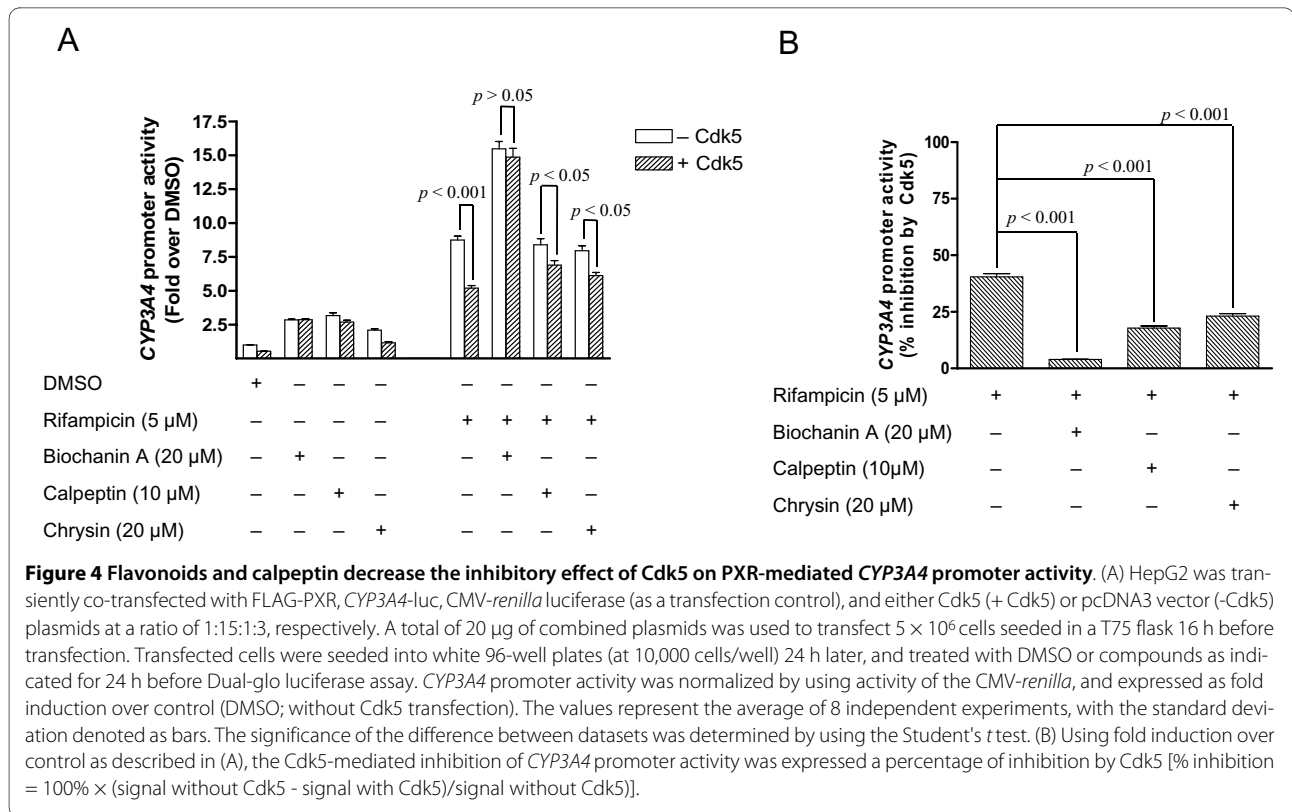 A
CYP3A4 promoter activity
(Fold over DMSO)
17.5
15.0
12.5
10.0
7.5
5.0
2.5
p < 0.001
p > 0.05
p < 0.05
p < 0.05
– Cdk5
+ Cdk5
DMSO + – – – – – – –
Rifampicin (5 µM) – – – – + + + +
Biochanin A (20 µM) – + – – – + – –
Calpeptin (10 µM) – – + – – – + –
Chrysin (20 µM) – – – + – – – +
B
CYP3A4 promoter activity
(% inhibition by Cdk5)
100
75
50
25
0
p < 0.001
p < 0.001
p < 0.001
Rifampicin (5 µM) + + + +
Biochanin A (20 µM) – + – –
Calpeptin (10µM) – – + –
Chrysin (20 µM) – – – +
Figure 4 Flavonoids and calpeptin decrease the inhibitory effect of Cdk5 on PXR-mediated CYP3A4 promoter activity. (A) HepG2 was tran-
siently co-transfected with FLAG-PXR, CYP3A4-luc, CMV-renilla luciferase (as a transfection control), and either Cdk5 (+ Cdk5) or pcDNA3 vector (-Cdk5)
plasmids at a ratio of 1:15:1:3, respectively. A total of 20 µg of combined plasmids was used to transfect 5 × 10⁶ cells seeded in a T75 flask 16 h before
transfection. Transfected cells were seeded into white 96-well plates (at 10,000 cells/well) 24 h later, and treated with DMSO or compounds as indi-
cated for 24 h before Dual-glo luciferase assay. CYP3A4 promoter activity was normalized by using activity of the CMV-renilla, and expressed as fold
induction over control (DMSO; without Cdk5 transfection). The values represent the average of 8 independent experiments, with the standard devi-
ation denoted as bars. The significance of the difference between datasets was determined by using the Student's t test. (B) Using fold induction over
control as described in (A), the Cdk5-mediated inhibition of CYP3A4 promoter activity was expressed a percentage of inhibition by Cdk5 [% inhibition
= 100% × (signal without Cdk5 - signal with Cdk5)/signal without Cdk5)].